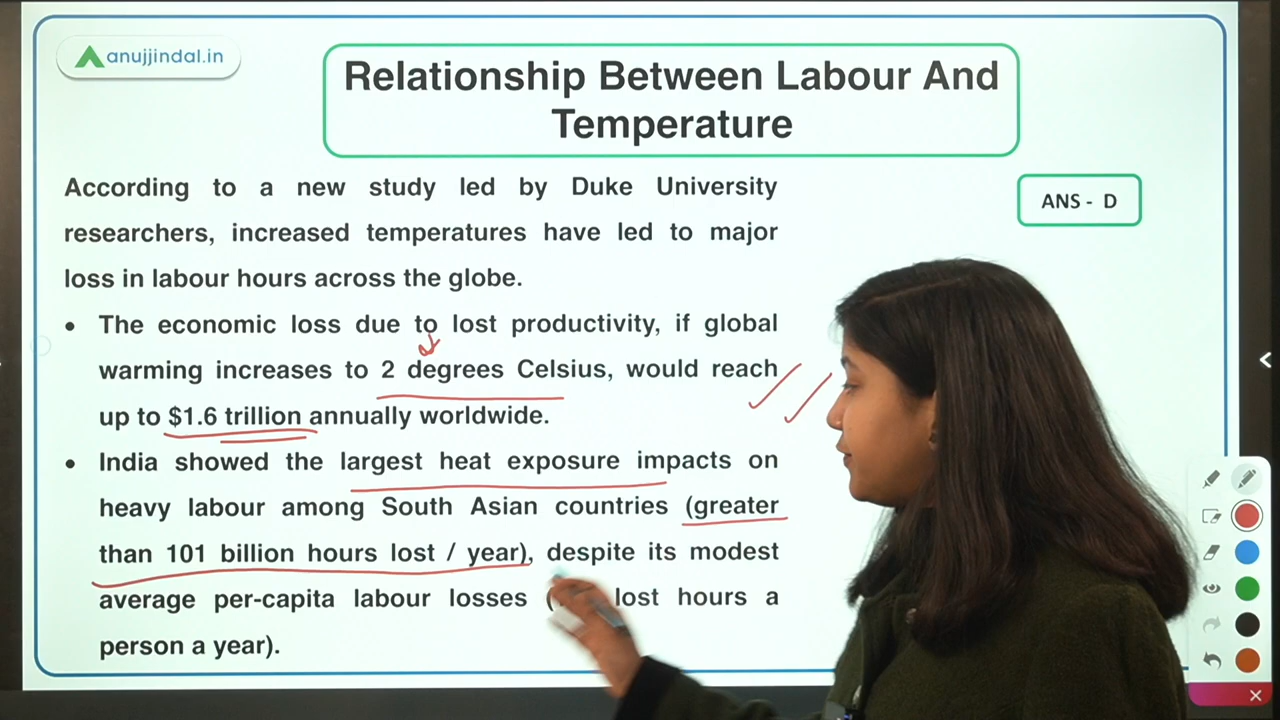 anujjindal.in
Relationship Between Labour And
Temperature
According to a new study led by Duke University
researchers, increased temperatures have led to major
loss in labour hours across the globe.
ANS - D
• The economic loss due to lost productivity, if global
warming increases to 2 degrees Celsius, would reach
up to $1.6 trillion annually worldwide.
• India showed the largest heat exposure impacts on
heavy labour among South Asian countries (greater
than 101 billion hours lost / year), despite its modest
average per-capita labour losses ( lost hours a
person a year).